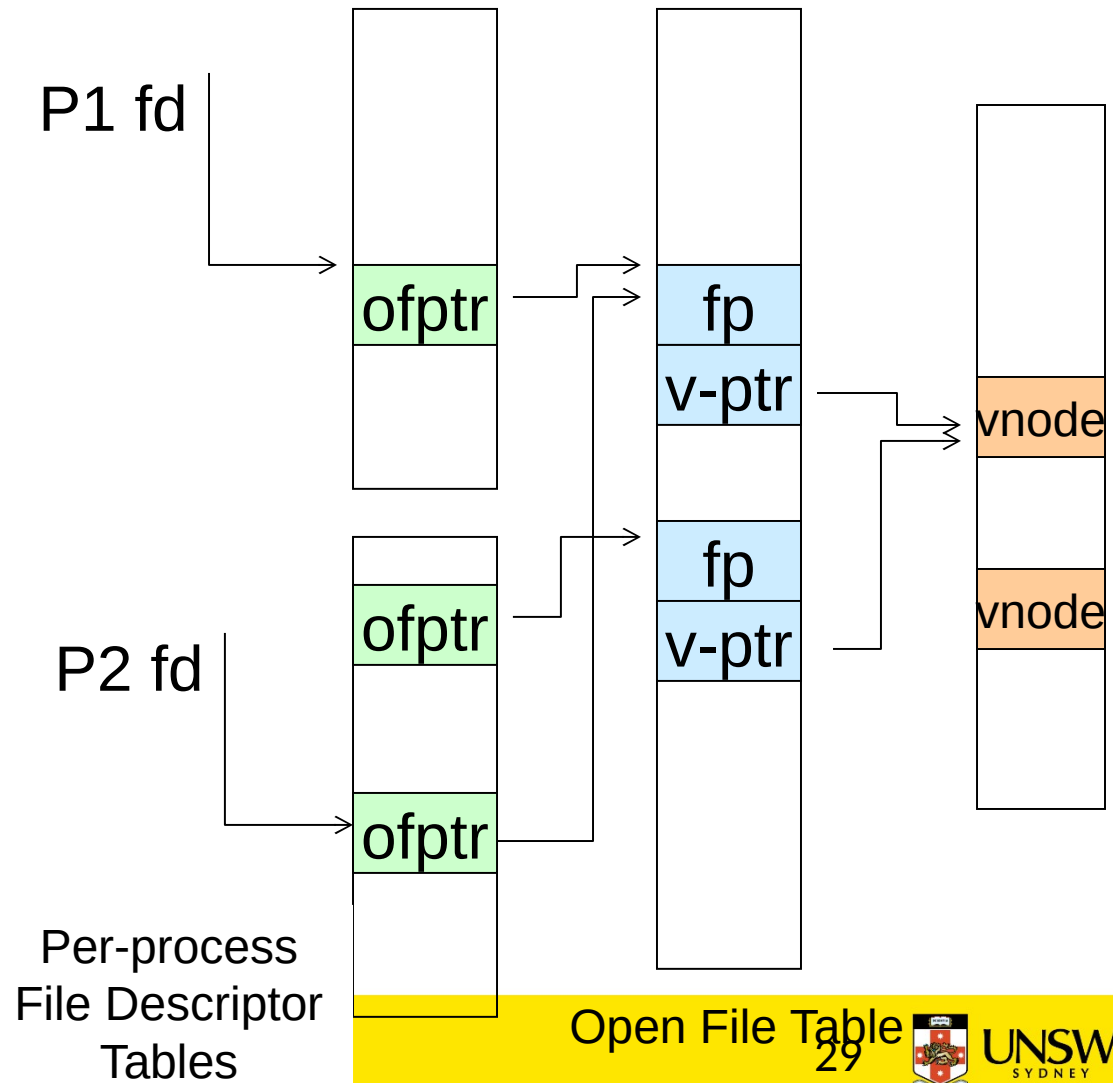 P1 fd
ofptr
fp
v-ptr
vnode
ofptr
fp
v-ptr
vnode
P2 fd
ofptr
Per-process
File Descriptor
Tables
Open File Table
29
UNSW
SYDNEY